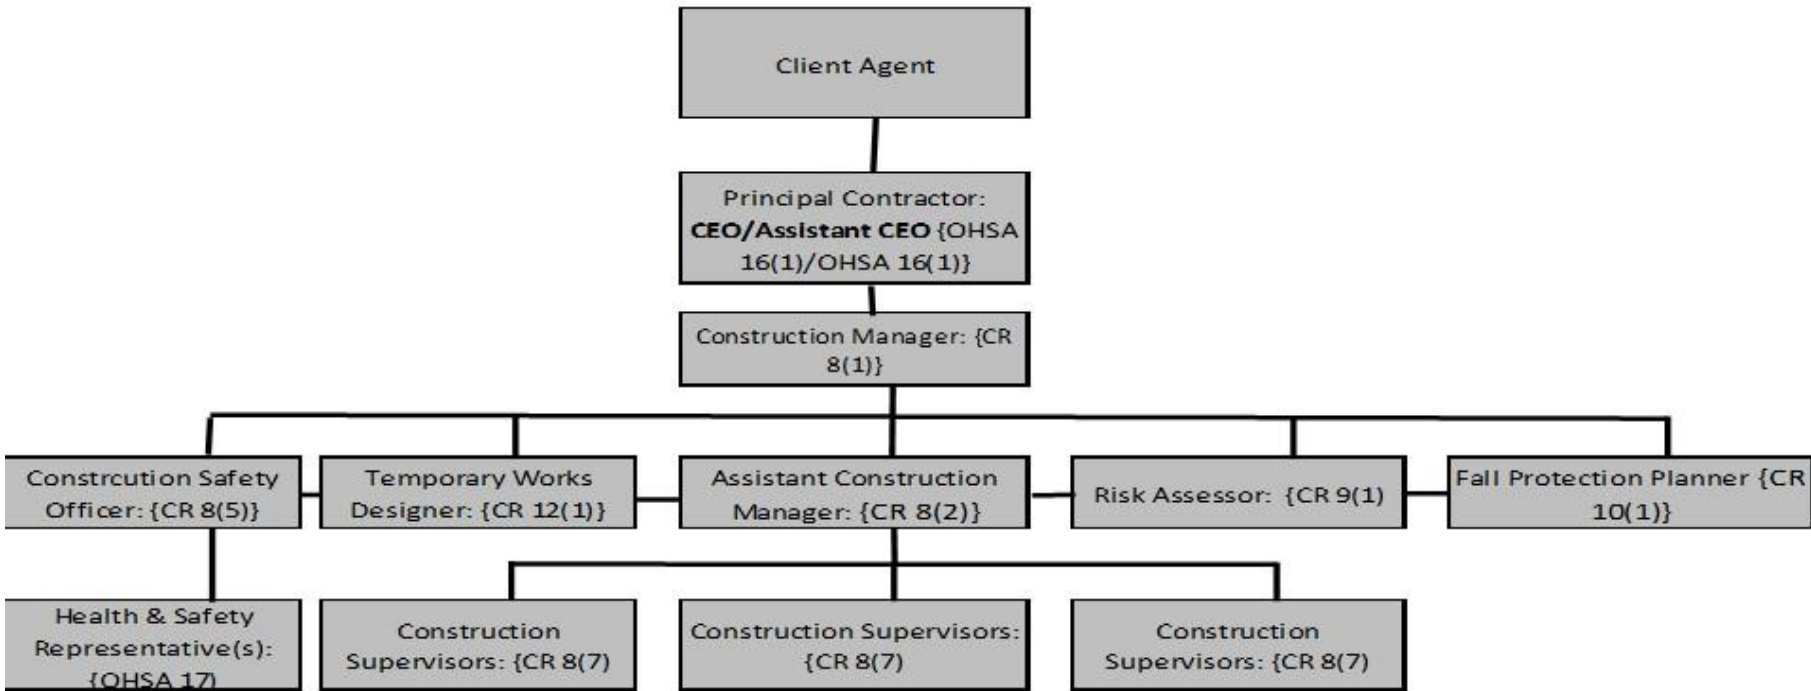 Client Agent
Principal Contractor:
CEO/Assistant CEO {OHSA
16(1)/OHSA 16(1)}
Construction Manager: {CR
8(1)}
Constrcution Safety
Officer: {CR 8(5)}
Temporary Works
Designer: {CR 12(1)}
Assistant Construction
Manager: {CR 8(2)}
Risk Assessor: {CR 9(1)
Fall Protection Planner {CR
10(1)}
Health & Safety
Representative(s):
{OHSA 17)
Construction
Supervisors: {CR 8(7)
Construction Supervisors:
{CR 8(7)
Construction
Supervisors: {CR 8(7)